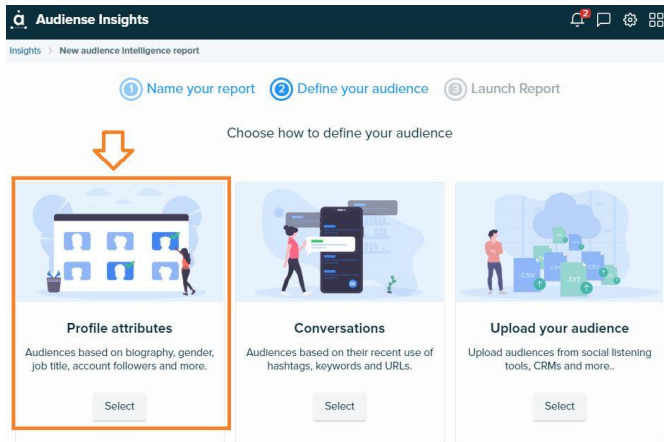 Audiense Insights
2
Insights > New audience intelligence report
1 Name your report 2 Define your audience 3 Launch Report
Choose how to define your audience
.CSV
.CSV
.TXT
Profile attributes
Audiences based on biography, gender,
job title, account followers and more.
Select
Conversations
Audiences based on their recent use of
hashtags, keywords and URLs.
Select
Upload your audience
Upload audiences from social listening
tools, CRMs and more..
Select